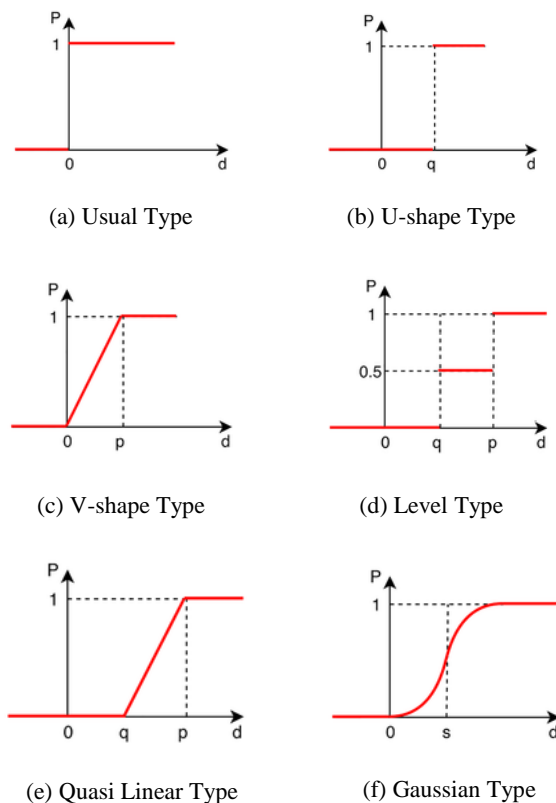 P
P
1
1
0
d
0
q
d
(a) Usual Type
(b) U-shape Type
P
P
1
1
0.5
0
p
d
0
q
p
d
(c) V-shape Type
(d) Level Type
P
P
1
1
0
q
p
d
0
s
d
(e) Quasi Linear Type
(f) Gaussian Type